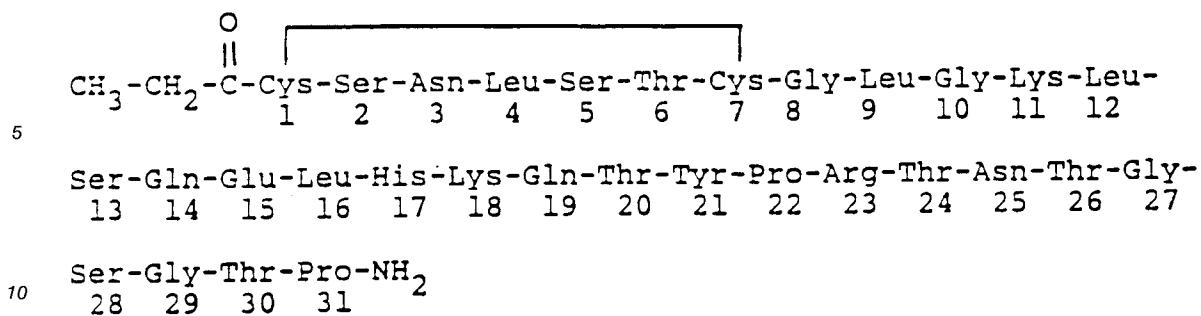 O
CH3-CH2-C-Cys-Ser-Asn-Leu-Ser-Thr-Cys-Gly-Leu-Gly-Lys-Leu-
1 2 3 4 5 6 7 8 9 10 11 12
5
Ser-Gln-Glu-Leu-His-Lys-Gln-Thr-Tyr-Pro-Arg-Thr-Asn-Thr-Gly-
13 14 15 16 17 18 19 20 21 22 23 24 25 26 27
Ser-Gly-Thr-Pro-NH2
10
28 29 30 31